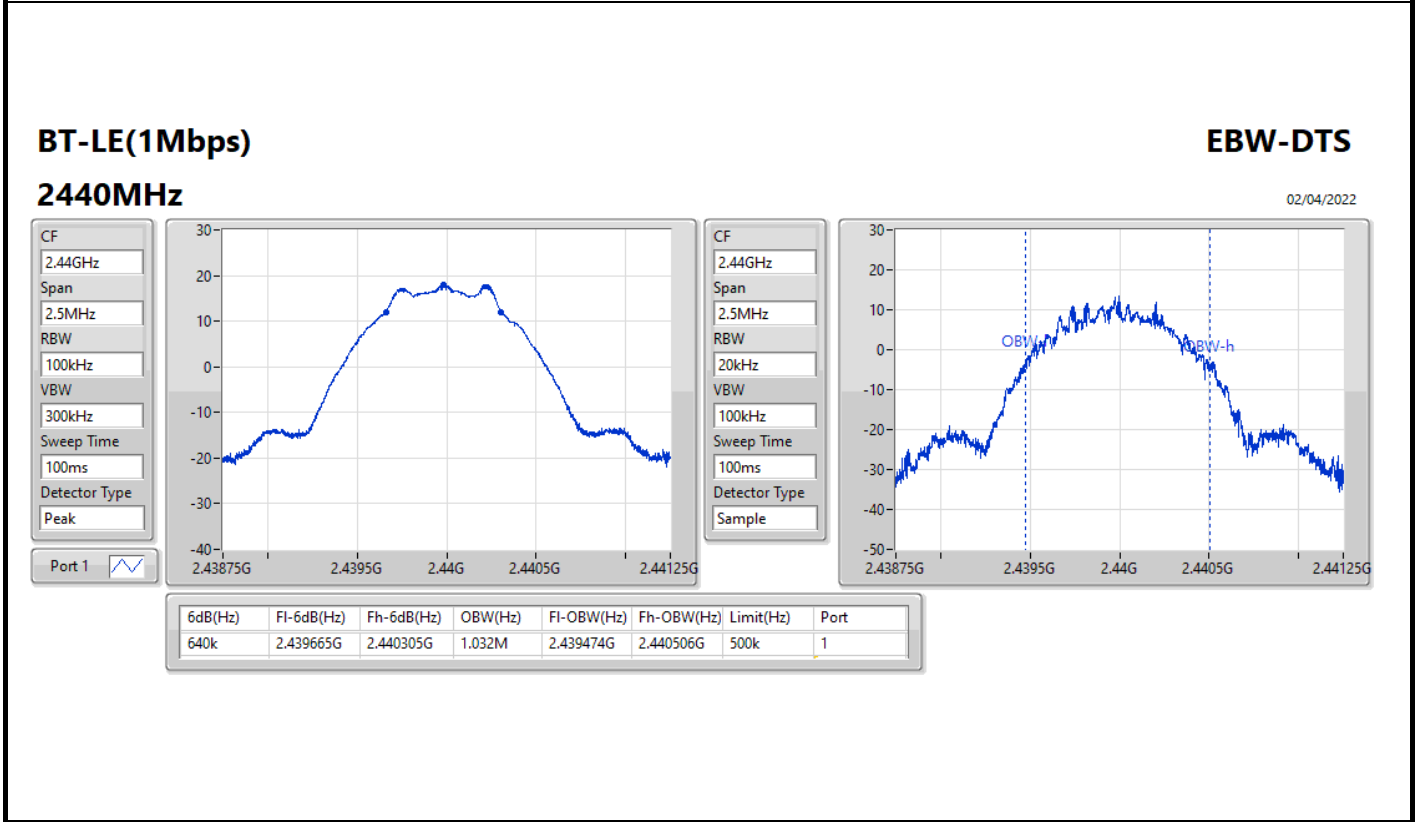 BT-LE(1Mbps)
EBW-DTS
2440MHz
02/04/2022
CF
2.44GHz
Span
2.5MHz
RBW
100kHz
VBW
300kHz
Sweep Time
100ms
Detector Type
Peak
Port 1
30
20
10
0
-10
-20
-30
-40
2.43875G 2.4395G 2.44G 2.4405G 2.44125G
CF
2.44GHz
Span
2.5MHz
RBW
20kHz
VBW
100kHz
Sweep Time
100ms
Detector Type
Sample
30
20
10
0
-10
-20
-30
-40
-50
OBW-h
2.43875G 2.4395G 2.44G 2.4405G 2.44125G
6dB(Hz) Fl-6dB(Hz) Fh-6dB(Hz) OBW(Hz) Fl-OBW(Hz) Fh-OBW(Hz) Limit(Hz) Port
640k 2.439665G 2.440305G 1.032M 2.439474G 2.440506G 500k 1